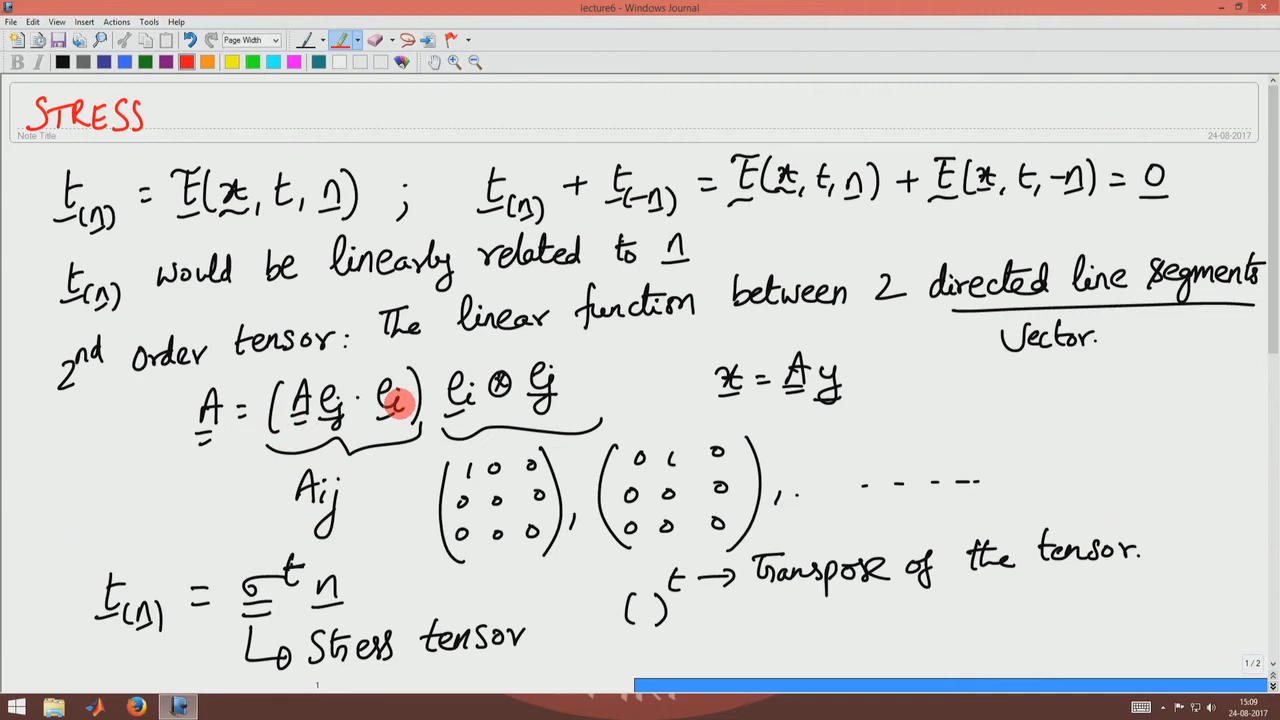 lecture6 - Windows Journal
File Edit View Insert Actions Tools Help
Page Width
B I
STRESS
Note Title
24-08-2017
t(n) = t(x, t, n) ; t(n) + t(-n) = t(x, t, n) + t(x, t, -n) = 0
t(n) would be linearly related to n
2nd order tensor: The linear function between 2 directed line segments
Vector.
A = (A ej · ei) ei ⊗ ej x = A y
Aij
( 1 0 0 ) , ( 0 1 0 ) , . - - - - -
0 0 0 0 0 0
0 0 0 0 0 0
t(n) = σ^t n ( )^t → Transpose of the tensor.
↳ Stress tensor
1
1/2
15:09
24-08-2017